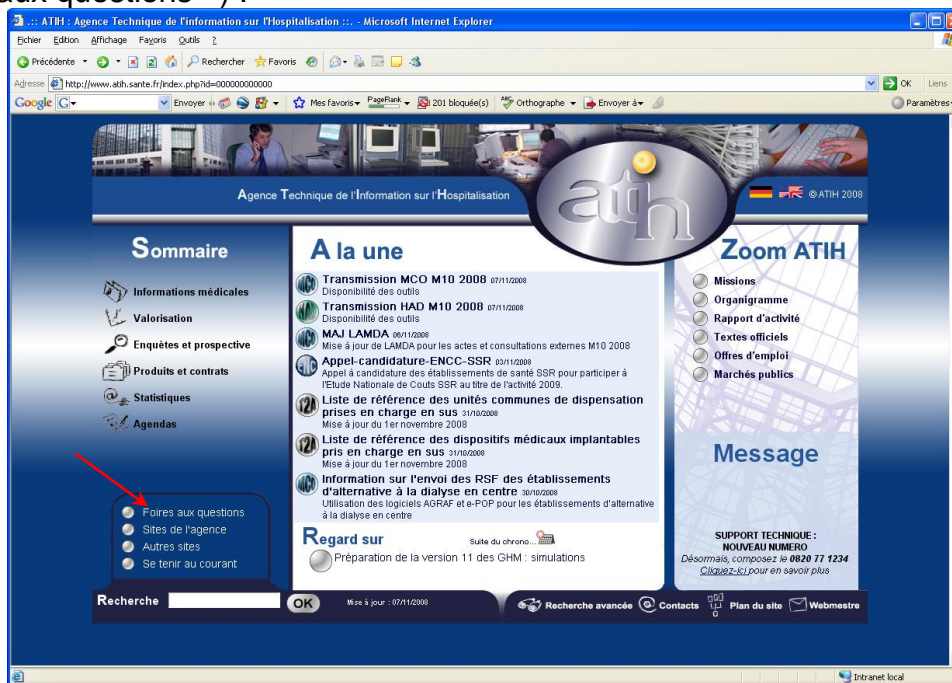 aux questions ») :
.:: ATIH : Agence Technique de l'information sur l'Hospitalisation ::. - Microsoft Internet Explorer
Fichier Edition Affichage Favoris Outils ?
Précédente Rechercher Favoris
Adresse http://www.atih.sante.fr/index.php?id=000000000000 OK Liens
Google G Envoyer Mes favoris PageRank 201 bloquée(s) ABC Orthographe Envoyer à Paramètres
atih
Agence Technique de l'Information sur l'Hospitalisation
© ATIH 2008
Sommaire
Informations médicales
Valorisation
Enquêtes et prospective
Produits et contrats
Statistiques
Agendas
Foires aux questions
Sites de l'agence
Autres sites
Se tenir au courant
A la une
Transmission MCO M10 2008 07/11/2008
Disponibilité des outils
Transmission HAD M10 2008 07/11/2008
Disponibilité des outils
MAJ LAMDA 06/11/2008
Mise à jour de LAMDA pour les actes et consultations externes M10 2008
Appel-candidature-ENCC-SSR 03/11/2008
Appel à candidature des établissements de santé SSR pour participer à
l'Etude Nationale de Couts SSR au titre de l'activité 2009.
Liste de référence des unités communes de dispensation
prises en charge en sus 31/10/2008
Mise à jour du 1er novembre 2008
Liste de référence des dispositifs médicaux implantables
pris en charge en sus 31/10/2008
Mise à jour du 1er novembre 2008
Information sur l'envoi des RSF des établissements
d'alternative à la dialyse en centre 30/10/2008
Utilisation des logiciels AGRAF et e-POP pour les établissements d'alternative
à la dialyse en centre
Regard sur Suite du chrono...
Préparation de la version 11 des GHM : simulations
Zoom ATIH
Missions
Organigramme
Rapport d'activité
Textes officiels
Offres d'emploi
Marchés publics
Message
SUPPORT TECHNIQUE :
NOUVEAU NUMERO
Désormais, composez le 0820 77 1234
Cliquez-ici pour en savoir plus
Recherche OK Mise à jour : 07/11/2008 Recherche avancée Contacts Plan du site Webmestre
Intranet local